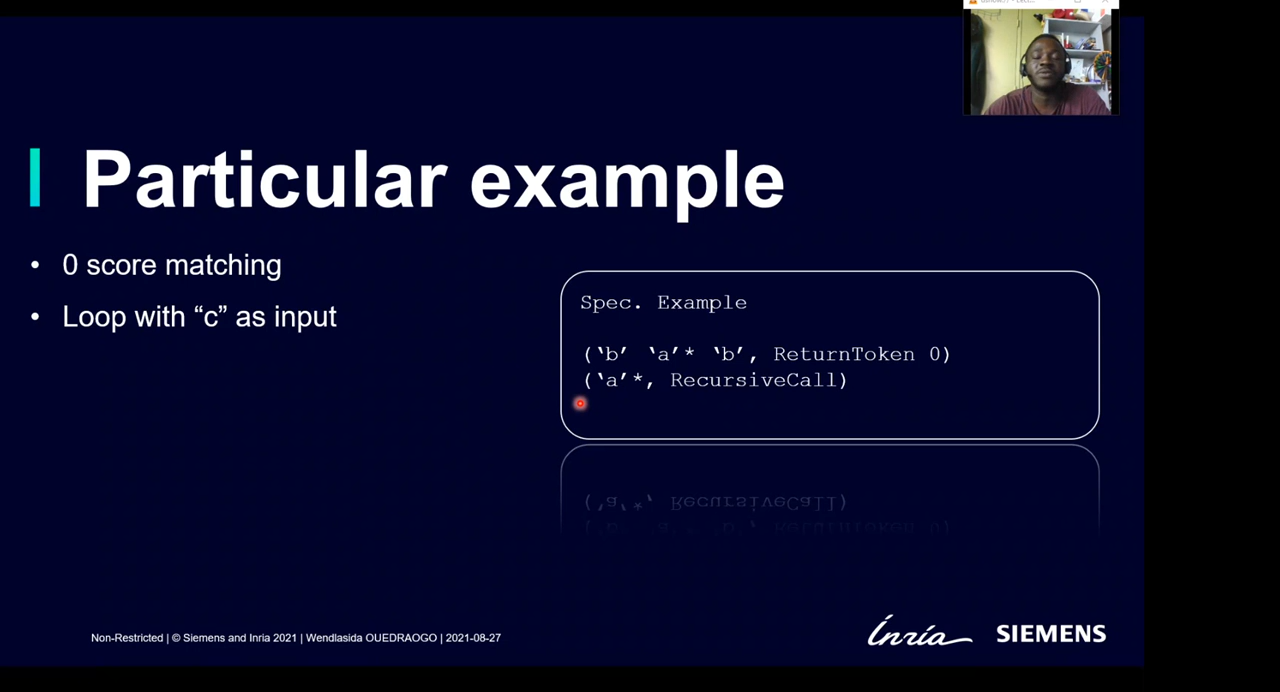 Particular example
• 0 score matching
• Loop with “c” as input
Spec. Example
(‘b’ ‘a’* ‘b’, ReturnToken 0)
(‘a’*, RecursiveCall)
Non-Restricted | © Siemens and Inria 2021 | Wendlasida OUEDRAOGO | 2021-08-27
Inria
SIEMENS